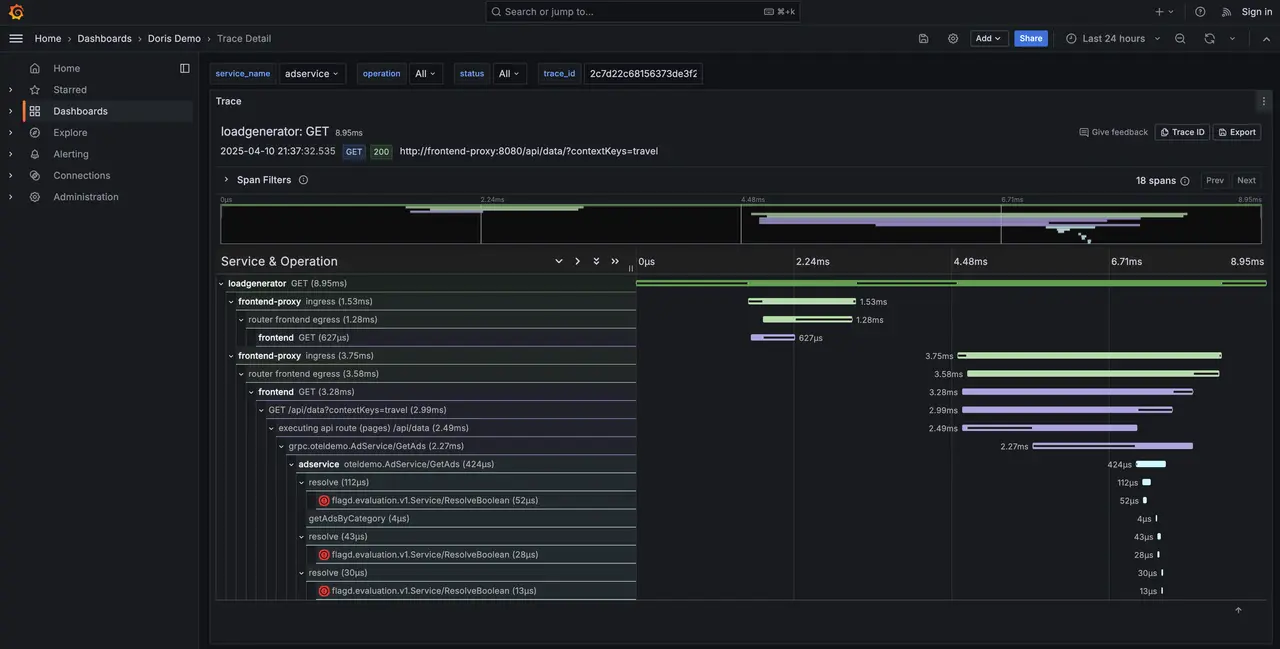 Search or jump to... ⌘+k
Sign in
Home › Dashboards › Doris Demo › Trace Detail
Add
Share
Last 24 hours
Home
Starred
Dashboards
Explore
Alerting
Connections
Administration
service_name adservice operation All status All trace_id 2c7d22c68156373de3f2
Trace
loadgenerator: GET 8.95ms
Give feedback Trace ID Export
2025-04-10 21:37:32.535 GET 200 http://frontend-proxy:8080/api/data/?contextKeys=travel
Span Filters
18 spans Prev Next
0μs 2.24ms 4.48ms 6.71ms 8.95ms
Service & Operation 0μs 2.24ms 4.48ms 6.71ms 8.95ms
loadgenerator GET (8.95ms)
frontend-proxy ingress (1.53ms) 1.53ms
router frontend egress (1.28ms) 1.28ms
frontend GET (627μs) 627μs
frontend-proxy ingress (3.75ms) 3.75ms
router frontend egress (3.58ms) 3.58ms
frontend GET (3.28ms) 3.28ms
GET /api/data?contextKeys=travel (2.99ms) 2.99ms
executing api route (pages) /api/data (2.49ms) 2.49ms
grpc.oteldemo.AdService/GetAds (2.27ms) 2.27ms
adservice oteldemo.AdService/GetAds (424μs) 424μs
resolve (112μs) 112μs
flagd.evaluation.v1.Service/ResolveBoolean (52μs) 52μs
getAdsByCategory (4μs) 4μs
resolve (43μs) 43μs
flagd.evaluation.v1.Service/ResolveBoolean (28μs) 28μs
resolve (30μs) 30μs
flagd.evaluation.v1.Service/ResolveBoolean (13μs) 13μs